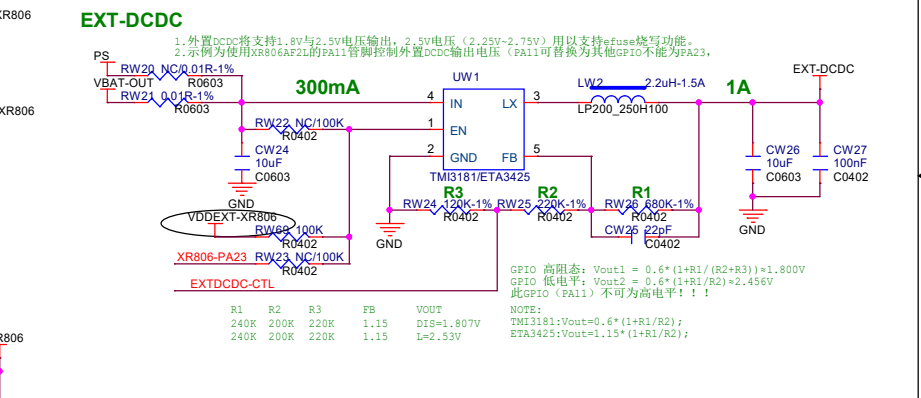 XR806
EXT-DCDC
1.外置DCDC将支持1.8V与2.5V电压输出，2.5V电压（2.25V~2.75V）用以支持efuse烧写功能。
2.示例为使用XR806AF2L的PA11管脚控制外置DCDC输出电压（PA11可替换为其他GPIO不能为PA23，
PS
RW20 NC/0.01R-1%
R0603
VBAT-OUT
RW21 0.01R-1%
R0603
300mA
UW1
4 IN LX 3
1 EN
2 GND FB 5
TMI3181/ETA3425
LW2 2.2uH-1.5A
LP200_250H100
1A
EXT-DCDC
XR806
RW22 NC/100K
R0402
CW24
10uF
C0603
GND
CW26
10uF
C0603
CW27
100nF
C0402
GND
R3
RW24 120K-1%
R0402
R2
RW25 220K-1%
R0402
R1
RW26 680K-1%
R0402
CW25 22pF
C0402
GND
VDDEXT-XR806
RW69 100K
R0402
XR806-PA23
RW23 NC/100K
R0402
EXTDCDC-CTL
GPIO 高阻态: Vout1 = 0.6*(1+R1/(R2+R3))≈1.800V
GPIO 低电平: Vout2 = 0.6*(1+R1/R2)≈2.456V
此GPIO（PA11）不可为高电平！！！
R1 R2 R3 FB VOUT
240K 200K 220K 1.15 DIS=1.807V
240K 200K 220K 1.15 L=2.53V
NOTE:
TMI3181:Vout=0.6*(1+R1/R2);
ETA3425:Vout=1.15*(1+R1/R2);
R806